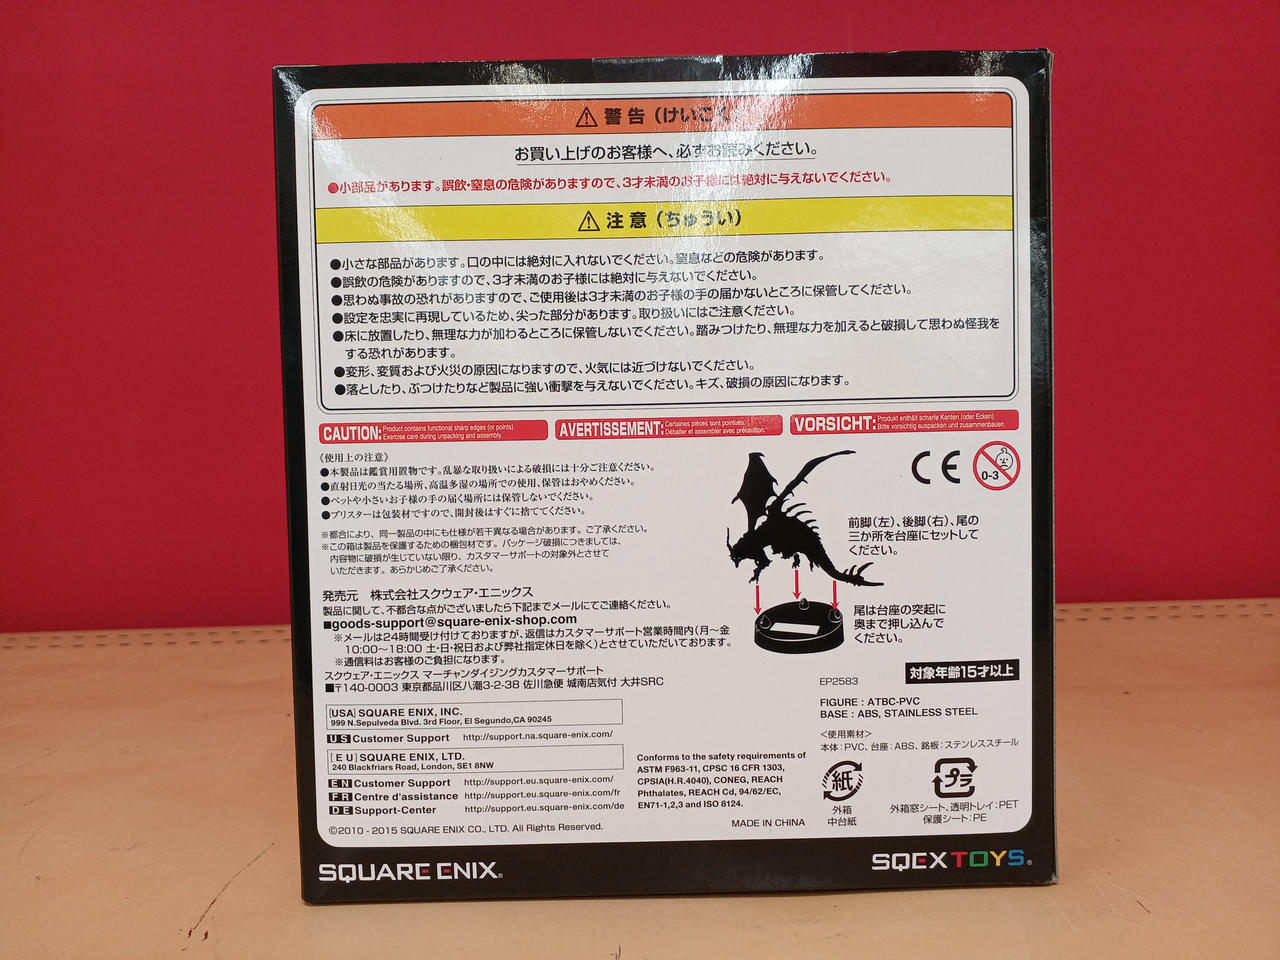 ⚠ 警告（けいこく）
お買い上げのお客様へ、必ずお読みください。
●小部品があります。誤飲・窒息の危険がありますので、3才未満のお子様には絶対に与えないでください。
⚠ 注意（ちゅうい）
●小さな部品があります。口の中には絶対に入れないでください。窒息などの危険があります。
●誤飲の危険がありますので、3才未満のお子様には絶対に与えないでください。
●思わぬ事故の恐れがありますので、ご使用後は3才未満のお子様の手の届かないところに保管してください。
●設定を忠実に再現しているため、尖った部分があります。取り扱いにはご注意ください。
●床に放置したり、無理な力が加わるところに保管しないでください。踏みつけたり、無理な力を加えると破損して思わぬ怪我を
する恐れがあります。
●変形、変質および火災の原因になりますので、火気には近づけないでください。
●落としたり、ぶつけたりなど製品に強い衝撃を与えないでください。キズ、破損の原因になります。
CAUTION: Product contains functional sharp edges (or points).
Exercise care during unpacking and assembly.
AVERTISSEMENT: Certaines pièces sont pointues.
Déballer et assembler avec précaution.
VORSICHT: Produkt enthält scharfe Kanten (oder Ecken).
Bitte vorsichtig auspacken und zusammenbauen.
《使用上の注意》
●本製品は鑑賞用置物です。乱暴な取り扱いによる破損には十分ご注意ください。
●直射日光の当たる場所、高温多湿の場所での使用、保管はおやめください。
●ペットや小さいお子様の手の届く場所には保管しないでください。
●ブリスターは包装材ですので、開封後はすぐに捨ててください。
※都合により、同一製品の中にも仕様が若干異なる場合があります。ご了承ください。
※この箱は製品を保護するための梱包材です。パッケージ破損につきましては、
内容物に破損が生じていない限り、カスタマーサポートの対象外とさせて
いただきます。あらかじめご了承ください。
発売元 株式会社スクウェア・エニックス
製品に関して、不都合な点がございましたら下記までメールにてご連絡ください。
■goods-support@square-enix-shop.com
※メールは24時間受け付けておりますが、返信はカスタマーサポート営業時間内（月～金
10:00～18:00 土・日・祝日および弊社指定休日を除く）とさせていただいております。
※通信料はお客様のご負担になります。
スクウェア・エニックス マーチャンダイジングカスタマーサポート
■〒140-0003 東京都品川区八潮3-2-38 佐川急便 城南店気付 大井SRC
[USA] SQUARE ENIX, INC.
999 N.Sepulveda Blvd. 3rd Floor, El Segundo,CA 90245
US Customer Support http://support.na.square-enix.com/
[EU] SQUARE ENIX, LTD.
240 Blackfriars Road, London, SE1 8NW
EN Customer Support http://support.eu.square-enix.com/
FR Centre d'assistance http://support.eu.square-enix.com/fr
DE Support-Center http://support.eu.square-enix.com/de
©2010 - 2015 SQUARE ENIX CO., LTD. All Rights Reserved.
CE
0-3
前脚（左）、後脚（右）、尾の
三か所を台座にセットして
ください。
尾は台座の突起に
奥まで押し込んで
ください。
対象年齢15才以上
EP2583
FIGURE : ATBC-PVC
BASE : ABS, STAINLESS STEEL
＜使用素材＞
本体：PVC、台座：ABS、銘板：ステンレススチール
Conforms to the safety requirements of
ASTM F963-11, CPSC 16 CFR 1303,
CPSIA(H.R.4040), CONEG, REACH
Phthalates, REACH Cd, 94/62/EC,
EN71-1,2,3 and ISO 8124.
MADE IN CHINA
紙
外箱
中台紙
プラ
外箱窓シート、透明トレイ：PET
保護シート：PE
SQUARE ENIX®
SQEX TOYS®